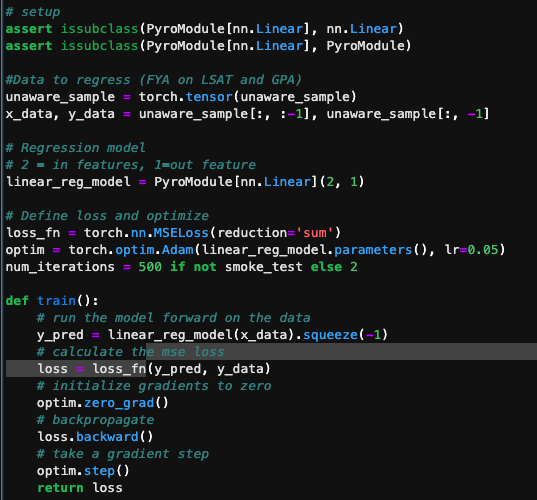 # setup
assert issubclass(PyroModule[nn.Linear], nn.Linear)
assert issubclass(PyroModule[nn.Linear], PyroModule)
#Data to regress (FYA on LSAT and GPA)
unaware_sample = torch.tensor(unaware_sample)
x_data, y_data = unaware_sample[:, :-1], unaware_sample[:, -1]
# Regression model
# 2 = in features, 1=out feature
linear_reg_model = PyroModule[nn.Linear](2, 1)
# Define loss and optimize
loss_fn = torch.nn.MSELoss(reduction='sum')
optim = torch.optim.Adam(linear_reg_model.parameters(), lr=0.05)
num_iterations = 500 if not smoke_test else 2
def train():
    # run the model forward on the data
    y_pred = linear_reg_model(x_data).squeeze(-1)
    # calculate the mse loss
    loss = loss_fn(y_pred, y_data)
    # initialize gradients to zero
    optim.zero_grad()
    # backpropagate
    loss.backward()
    # take a gradient step
    optim.step()
    return loss